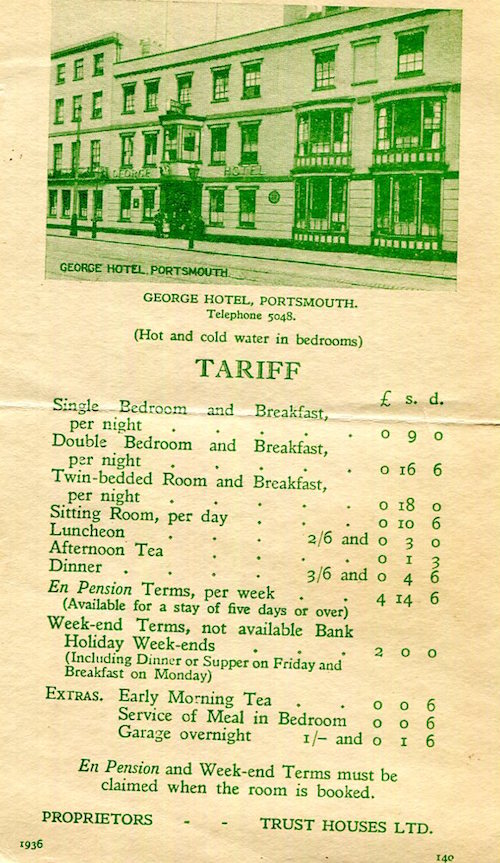 GEORGE HOTEL
GEORGE HOTEL, PORTSMOUTH
GEORGE HOTEL, PORTSMOUTH.
Telephone 5048.
(Hot and cold water in bedrooms)
TARIFF
£ s. d.
Single Bedroom and Breakfast,
per night . . . . . 0 9 0
Double Bedroom and Breakfast,
per night . . . . . 0 16 6
Twin-bedded Room and Breakfast,
per night . . . . . 0 18 0
Sitting Room, per day . . . 0 10 6
Luncheon . . . 2/6 and 0 3 0
Afternoon Tea . . . . 0 1 3
Dinner . . . . 3/6 and 0 4 6
En Pension Terms, per week . . 4 14 6
(Available for a stay of five days or over)
Week-end Terms, not available Bank
Holiday Week-ends . . . 2 0 0
(Including Dinner or Supper on Friday and
Breakfast on Monday)
EXTRAS. Early Morning Tea . . 0 0 6
Service of Meal in Bedroom 0 0 6
Garage overnight 1/– and 0 1 6
En Pension and Week-end Terms must be
claimed when the room is booked.
PROPRIETORS - - TRUST HOUSES LTD.
1936
140